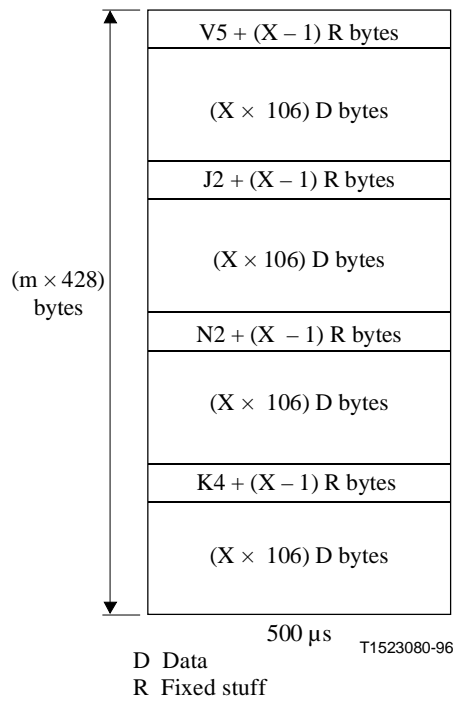 V5 + (X – 1) R bytes
(X × 106) D bytes
J2 + (X – 1) R bytes
(X × 106) D bytes
(m × 428)
bytes
N2 + (X – 1) R bytes
(X × 106) D bytes
K4 + (X – 1) R bytes
(X × 106) D bytes
500 µs
T1523080-96
D Data
R Fixed stuff